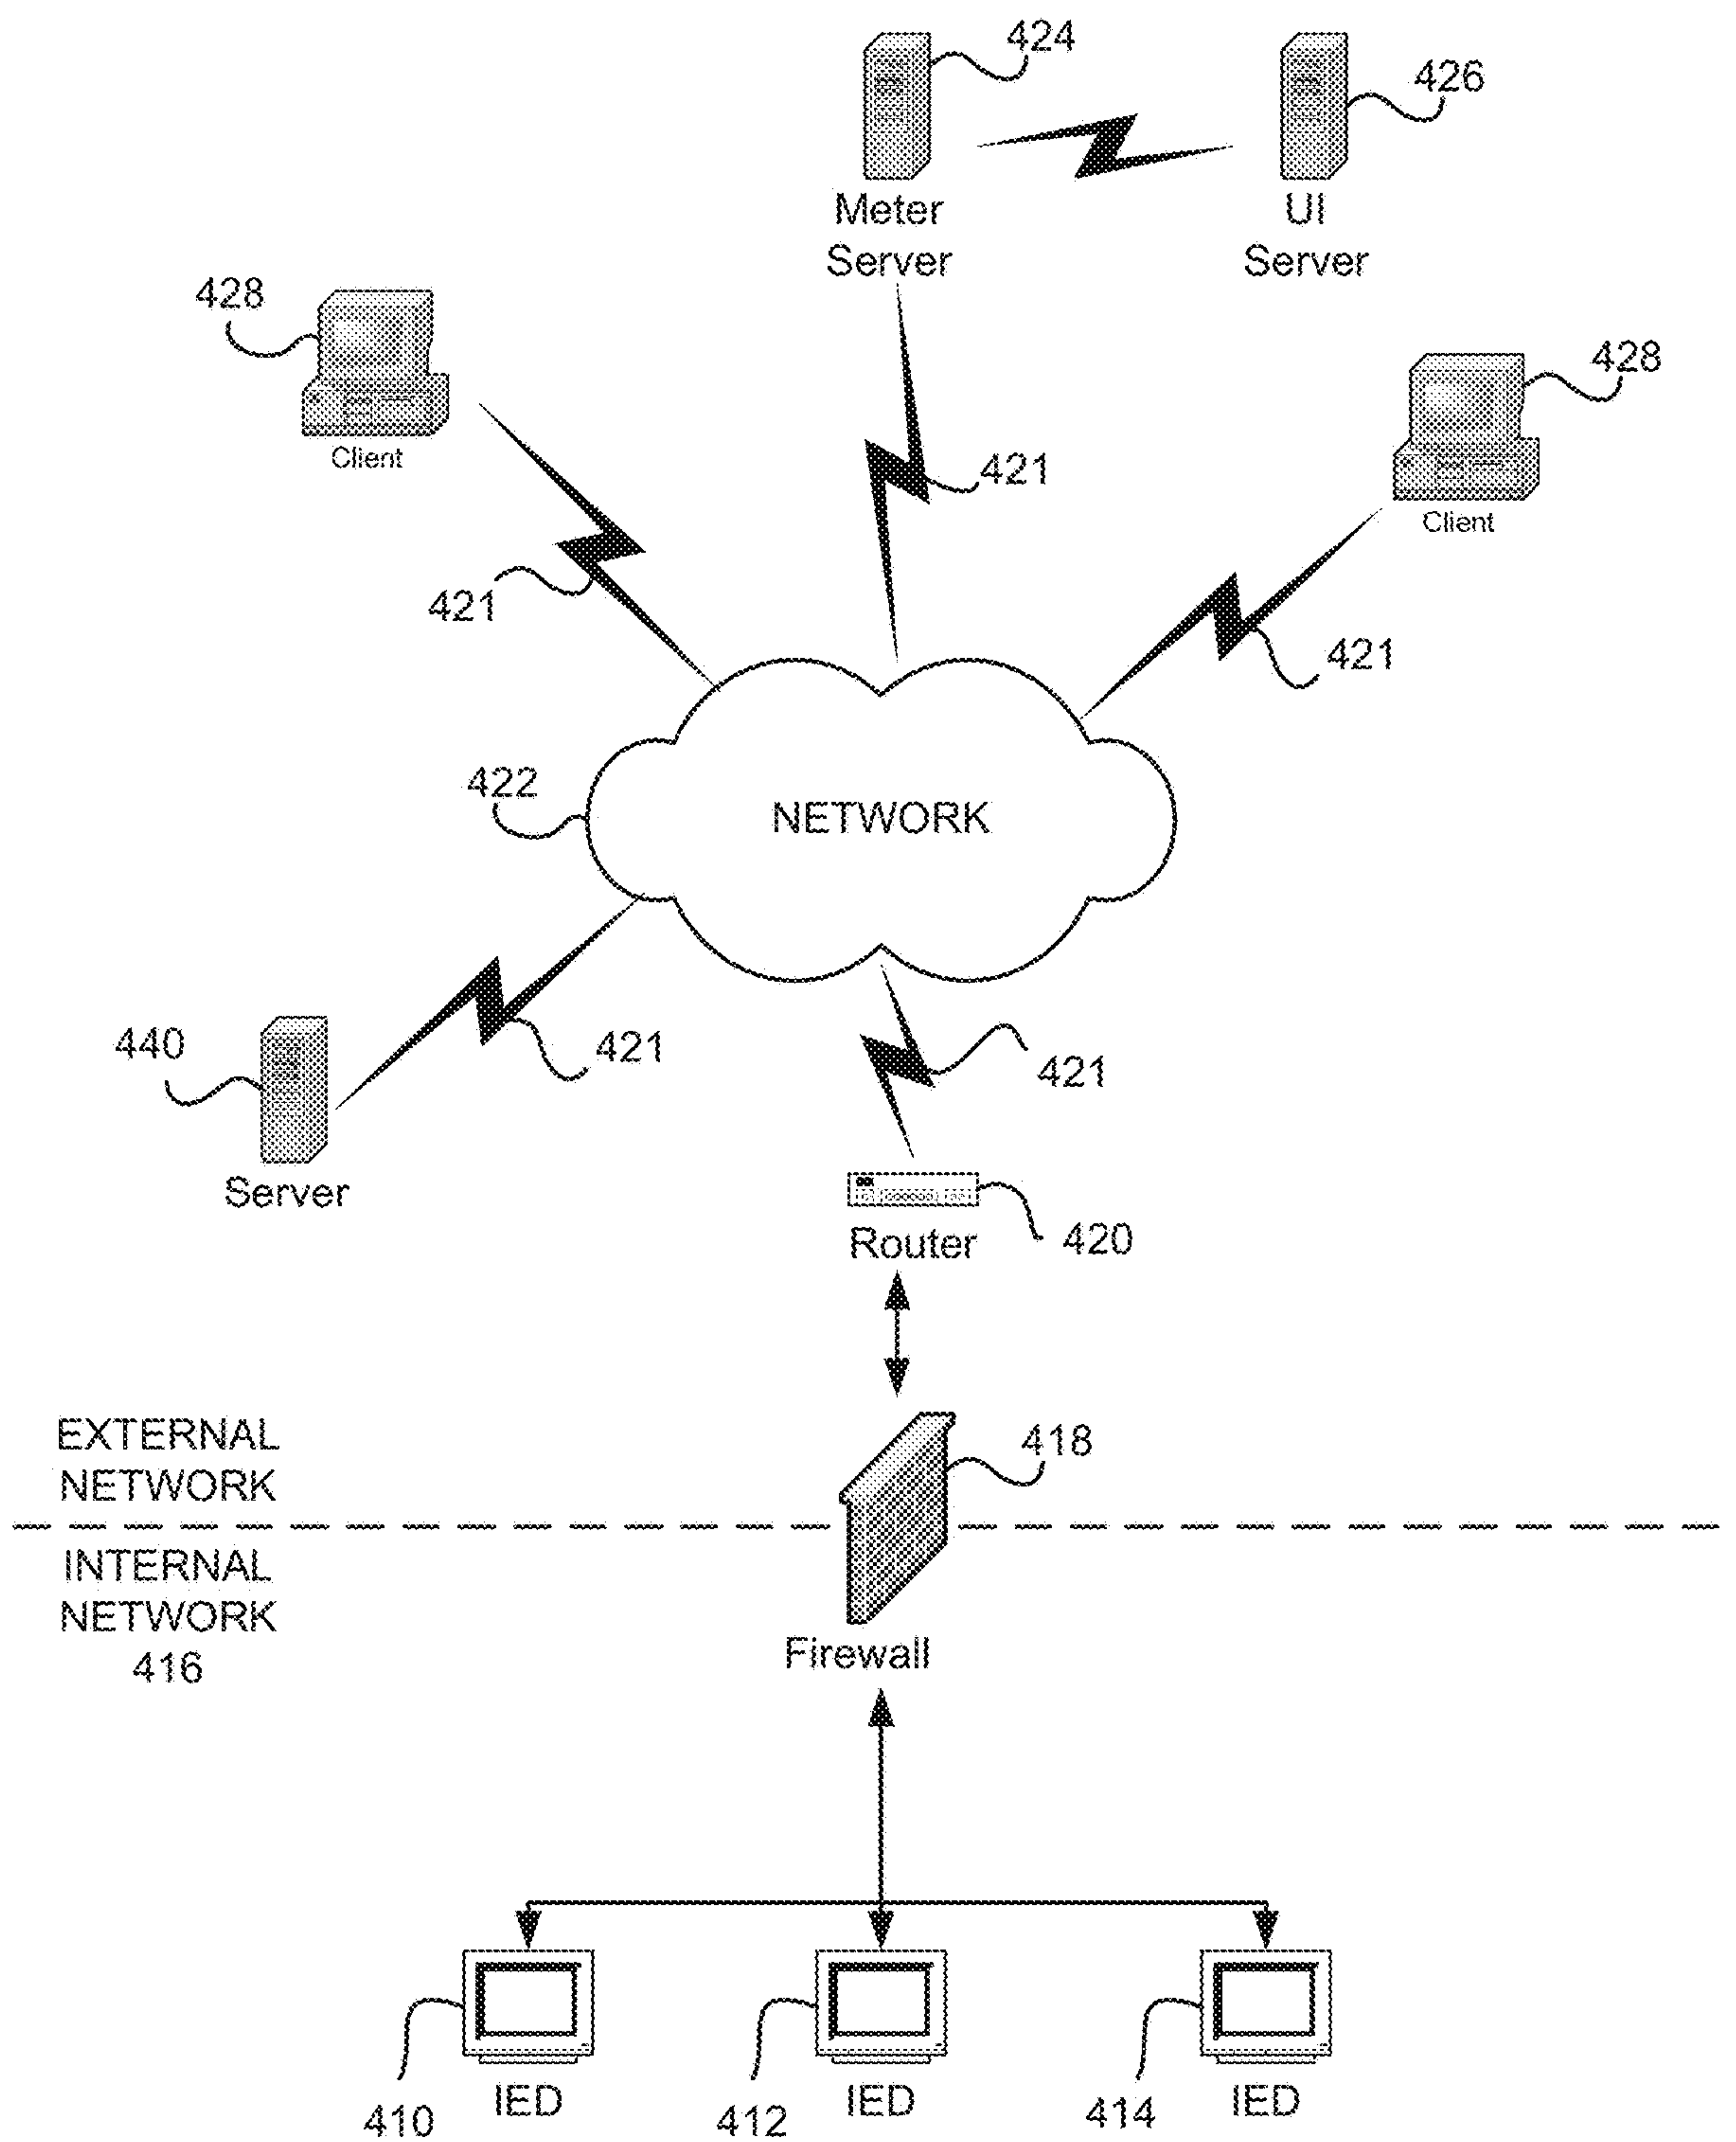 424
426
Meter
Server
UI
Server
428
Client
428
Client
421
421
421
422
NETWORK
440
Server
421
421
Router
420
EXTERNAL
NETWORK
418
INTERNAL
NETWORK
416
Firewall
410
IED
412
IED
414
IED